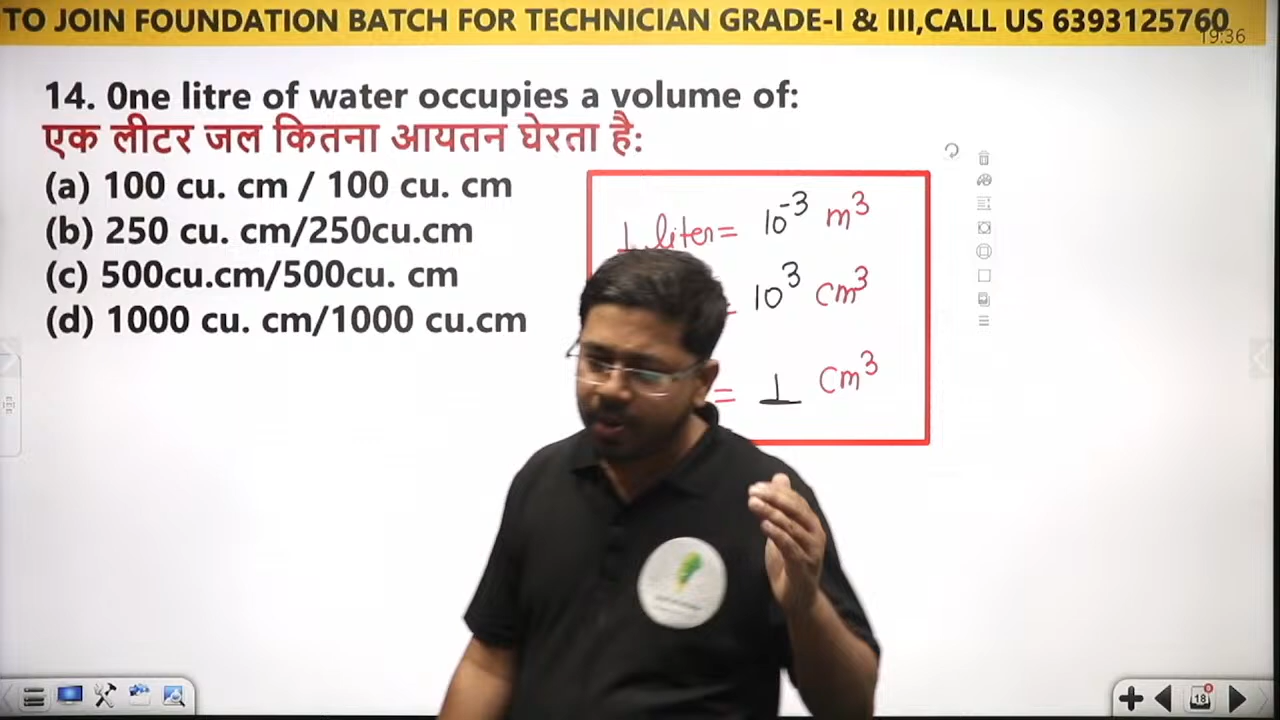 TO JOIN FOUNDATION BATCH FOR TECHNICIAN GRADE-I & III,CALL US 6393125760
19:36
14. One litre of water occupies a volume of:
एक लीटर जल कितना आयतन घेरता है:
(a) 100 cu. cm / 100 cu. cm
(b) 250 cu. cm/250cu.cm
(c) 500cu.cm/500cu. cm
(d) 1000 cu. cm/1000 cu.cm
1 liter = 10⁻³ m³
10³ cm³
= 1 cm³
18